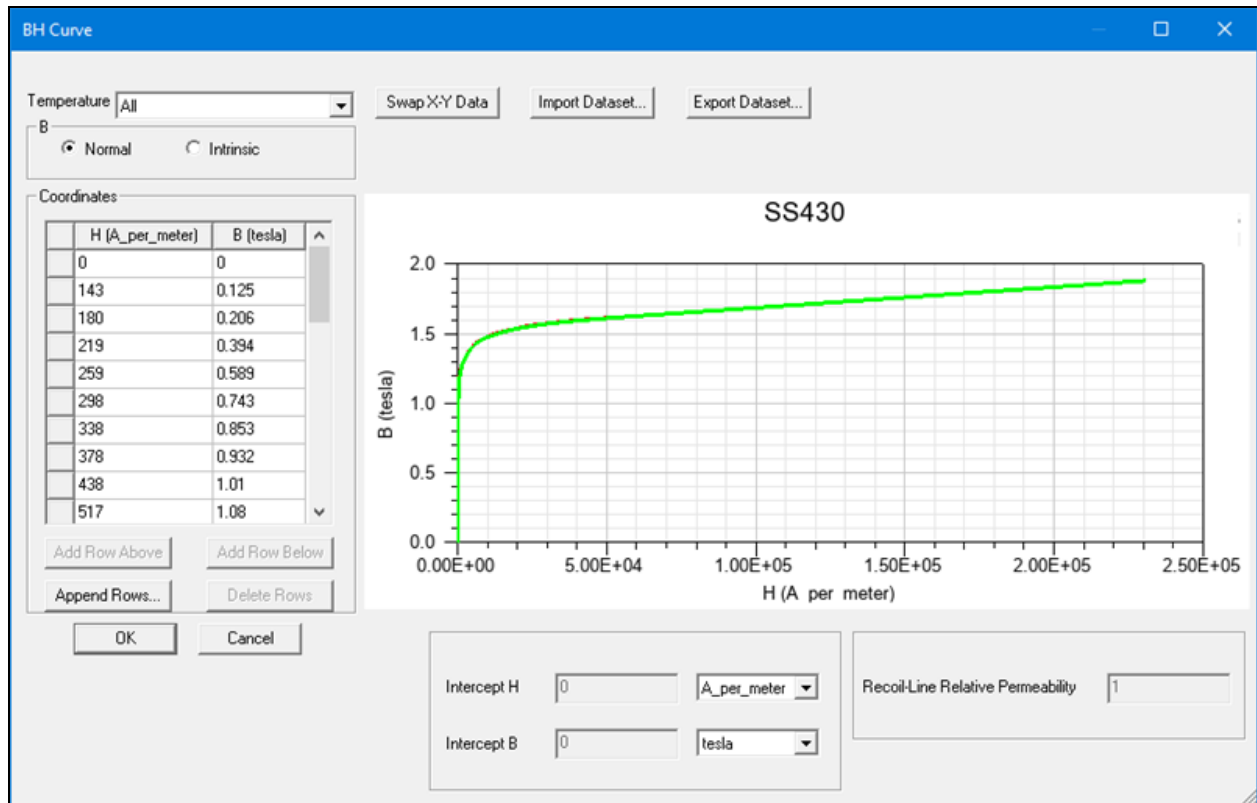 BH Curve
Temperature All
Swap X-Y Data Import Dataset... Export Dataset...
B
Normal Intrinsic
Coordinates
H (A_per_meter) B (tesla)
0 0
143 0.125
180 0.206
219 0.394
259 0.589
298 0.743
338 0.853
378 0.932
438 1.01
517 1.08
Add Row Above Add Row Below
Append Rows... Delete Rows
OK Cancel
SS430
2.0
1.5
1.0
0.5
0.0
B (tesla)
0.00E+00 5.00E+04 1.00E+05 1.50E+05 2.00E+05 2.50E+05
H (A per meter)
Intercept H 0 A_per_meter
Intercept B 0 tesla
Recoil-Line Relative Permeability 1